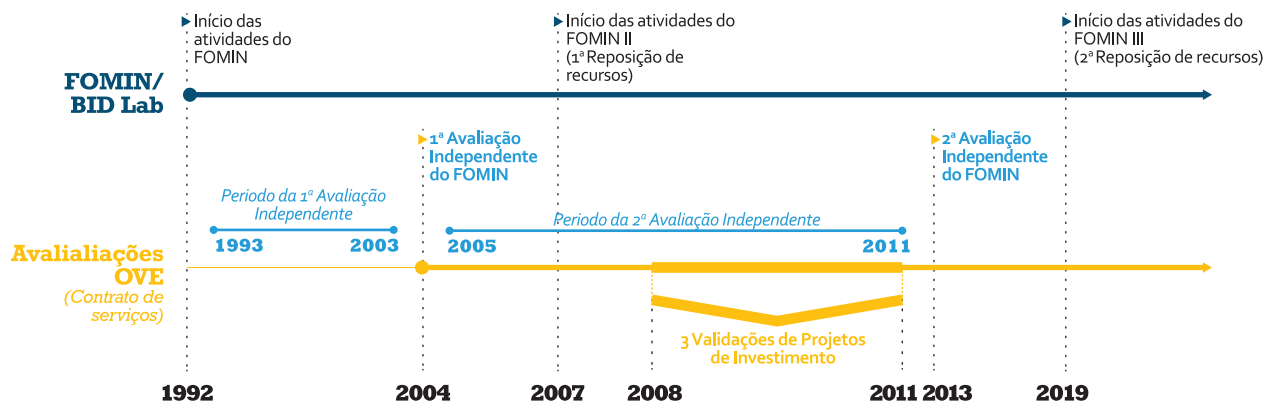 Início das
atividades do
FOMIN
Início das atividades do
FOMIN II
(1ª Reposição de
recursos)
Início das atividades do
FOMIN III
(2ª Reposição de recursos)
FOMIN/
BID Lab
1ª Avaliação
Independente
do FOMIN
2ª Avaliação
Independente
do FOMIN
Periodo da 1ª Avaliação
Independente
1993 2003
Periodo da 2ª Avaliação Independente
2005 2011
Avalialiações
OVE
(Contrato de
serviços)
3 Validações de Projetos
de Investimento
1992 2004 2007 2008 2011 2013 2019